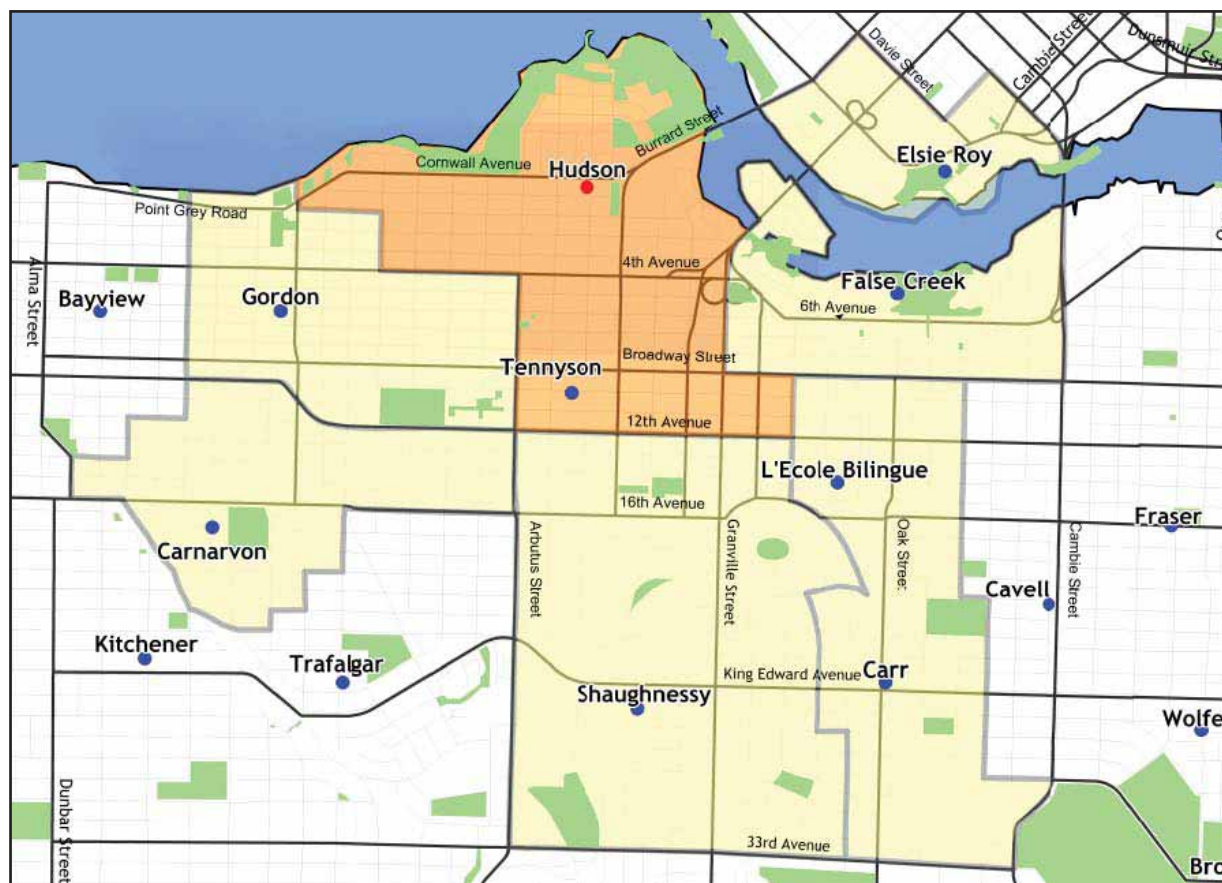 Davie Street
Cambie Street
Dunsmuir Str
Burrard Street
Elsie Roy
Cornwall Avenue
Hudson
Point Grey Road
4th Avenue
Alma Street
Bayview
Gordon
False Creek
6th Avenue
Broadway Street
Tennyson
12th Avenue
L'Ecole Bilingue
16th Avenue
Fraser
Carnarvon
Arbutus Street
Granville Street
Oak Street
Cambie Street
Cavell
Kitchener
Trafalgar
King Edward Avenue
Carr
Shaughnessy
Wolfe
Dunbar Street
33rd Avenue
Bro